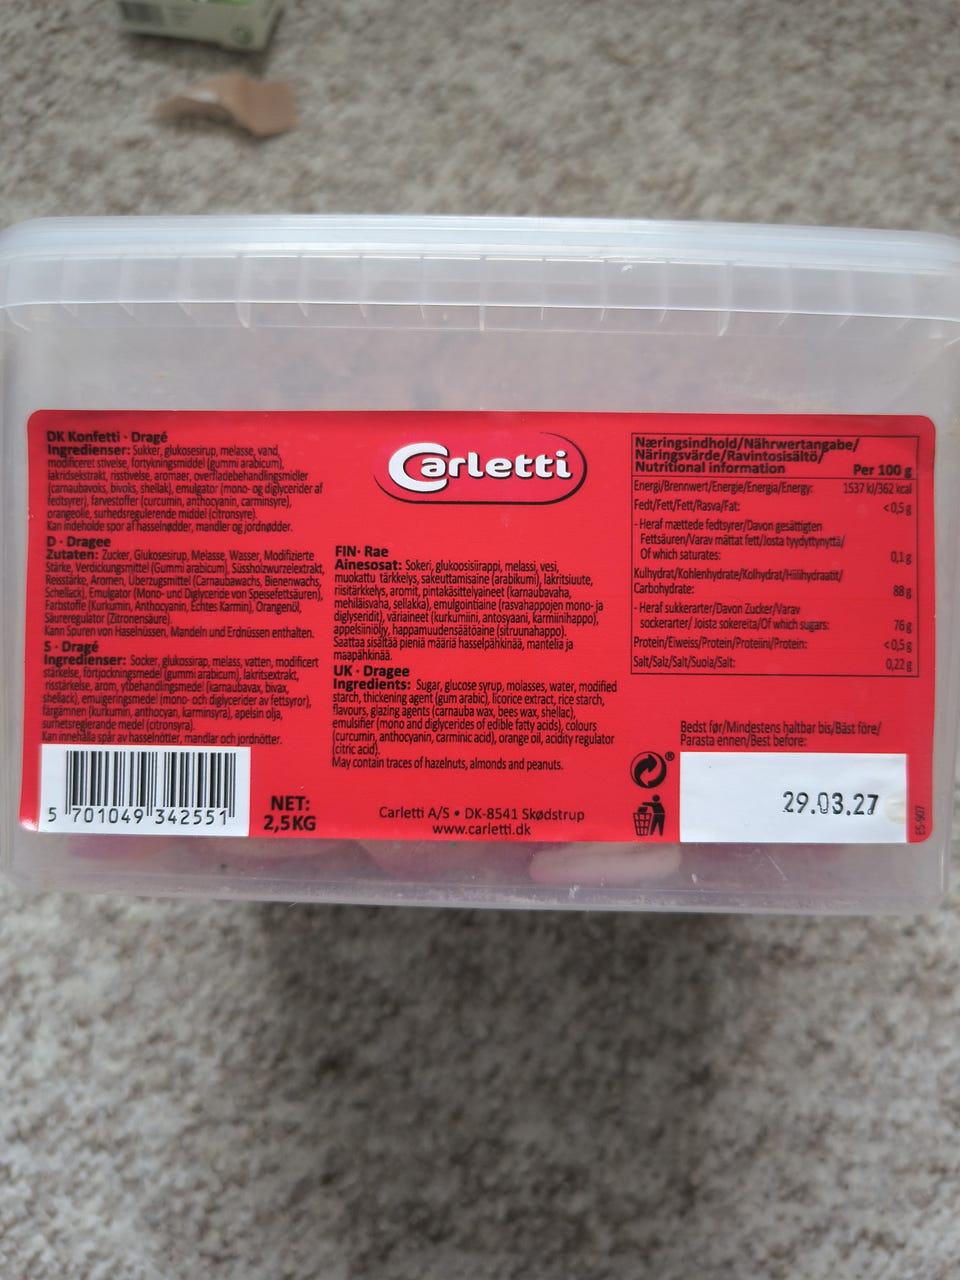 DK Konfetti · Dragé
Ingredienser: Sukker, glukosesirup, melasse, vand,
modificeret stivelse, fortykningsmiddel (gummi arabicum),
lakridsekstrakt, risstivelse, aromaer, overfladebehandlingsmidler
(carnaubavoks, bivoks, shellak), emulgator (mono- og diglycerider af
fedtsyrer), farvestoffer (curcumin, anthocyanin, carminsyre),
orangeolie, surhedsregulerende middel (citronsyre).
Kan indeholde spor af hasselnødder, mandler og jordnødder.
D · Dragee
Zutaten: Zucker, Glukosesirup, Melasse, Wasser, Modifizierte
Stärke, Verdickungsmittel (Gummi arabicum), Süssholzwurzelextrakt,
Reisstärke, Aromen, Überzugsmittel (Carnaubawachs, Bienenwachs,
Schellack), Emulgator (Mono- und Diglyceride von Speisefettsäuren),
Farbstoffe (Kurkumin, Anthocyanin, Echtes Karmin), Orangenöl,
Säureregulator (Zitronensäure).
Kann Spuren von Haselnüssen, Mandeln und Erdnüssen enthalten.
S · Dragé
Ingredienser: Socker, glukossirap, melass, vatten, modificert
stärkelse, förtjockningsmedel (gummi arabicum), lakritsextrakt,
risstärkelse, arom, ytbehandlingsmedel (karnaubavax, bivax,
shellack), emulgeringsmedel (mono- och diglycerider av fettsyror),
färgämnen (kurkumin, anthocyan, karminsyra), apelsin olja,
surhetsreglerande medel (citronsyra).
Kan innehålla spår av hasselnötter, mandlar och jordnötter.
5 701049 342551
NET:
2,5KG
Carletti
FIN· Rae
Ainesosat: Sokeri, glukoosisiirappi, melassi, vesi,
muokattu tärkkelys, sakeuttamisaine (arabikumi), lakritsiuute,
riisitärkkelys, aromit, pintakäsittelyaineet (karnaubavaha,
mehiläisvaha, sellakka), emulgointiaine (rasvahappojen mono- ja
diglyseridit), väriaineet (kurkumiini, antosyaani, karmiinihappo),
appelsiiniöljy, happamuudensäätöaine (sitruunahappo).
Saattaa sisältää pieniä määriä hasselpähkinää, mantelia ja
maapähkinää.
UK · Dragee
Ingredients: Sugar, glucose syrup, molasses, water, modified
starch, thickening agent (gum arabic), licorice extract, rice starch,
flavours, glazing agents (carnauba wax, bees wax, shellac),
emulsifier (mono and diglycerides of edible fatty acids), colours
(curcumin, anthocyanin, carminic acid), orange oil, acidity regulator
(citric acid).
May contain traces of hazelnuts, almonds and peanuts.
Carletti A/S • DK-8541 Skødstrup
www.carletti.dk
Næringsindhold/Nährwertangabe/
Näringsvärde/Ravintosisältö/
Nutritional information Per 100 g
Energi/Brennwert/Energie/Energia/Energy: 1537 kJ/362 kcal
Fedt/Fett/Fett/Rasva/Fat: <0,5 g
- Heraf mættede fedtsyrer/Davon gesättigten
Fettsäuren/Varav mättat fett/Josta tyydyttynyttä/
Of which saturates: 0,1 g
Kulhydrat/Kohlenhydrate/Kolhydrat/Hiilihydraatit/
Carbohydrate: 88 g
- Heraf sukkerarter/Davon Zucker/Varav
sockerarter/ Joista sokereita/Of which sugars: 76 g
Protein/Eiweiss/Protein/Proteiini/Protein: <0,5 g
Salt/Salz/Salt/Suola/Salt: 0,22 g
Bedst før/Mindestens haltbar bis/Bäst före/
Parasta ennen/Best before:
29.03.27
ES-907